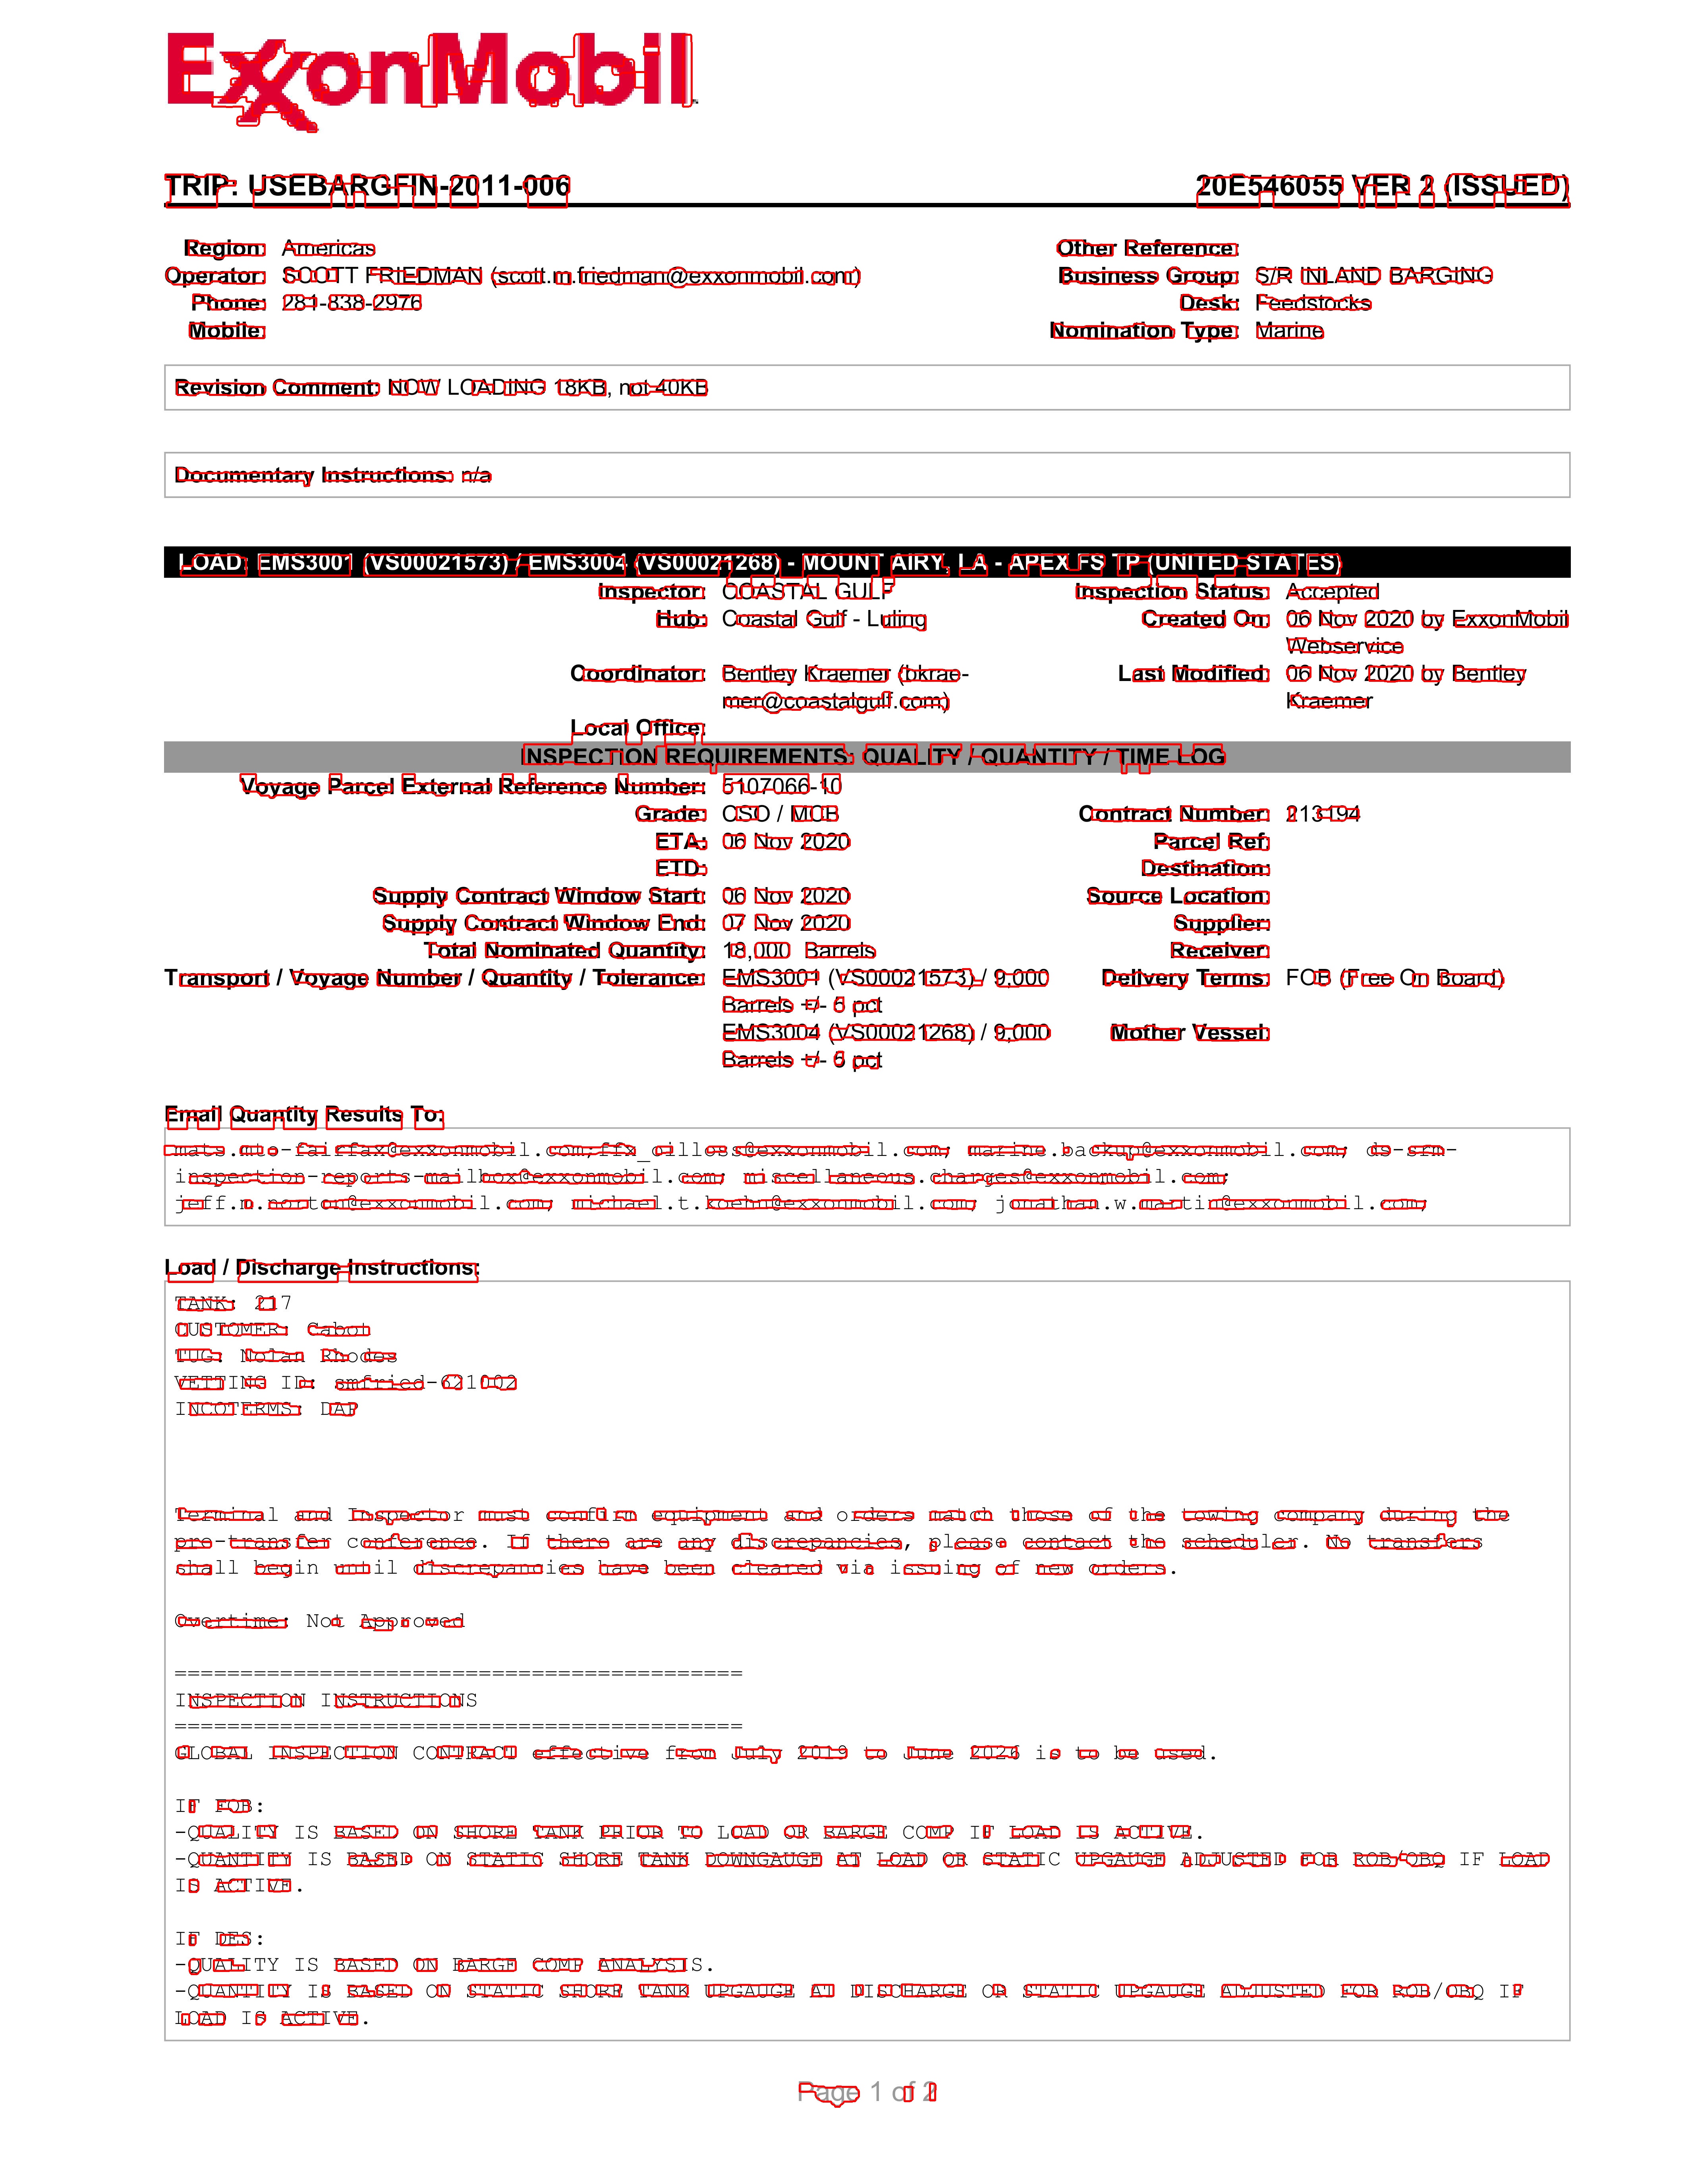 ExxonMobil
TRIP: USEBARGFIN-2011-006 20E546055 VER 2 (ISSUED)
Region: Americas Other Reference:
Operator: SCOTT FRIEDMAN (scott.m.friedman@exxonmobil.com) Business Group: S/R INLAND BARGING
Phone: 281-838-2976 Desk: Feedstocks
Mobile: Nomination Type: Marine
Revision Comment: NOW LOADING 18KB, not 40KB
Documentary Instructions: n/a
LOAD: EMS3001 (VS00021573) / EMS3004 (VS00021268) - MOUNT AIRY, LA - APEX FS TP (UNITED STATES)
Inspector: COASTAL GULF Inspection Status: Accepted
Hub: Coastal Gulf - Luling Created On: 06 Nov 2020 by ExxonMobil
Webservice
Coordinator: Bentley Kraemer (bkrae- Last Modified: 06 Nov 2020 by Bentley
mer@coastalgulf.com) Kraemer
Local Office:
INSPECTION REQUIREMENTS: QUALITY / QUANTITY / TIME LOG
Voyage Parcel External Reference Number: 5107066-10
Grade: CSO / MCB Contract Number: 213194
ETA: 06 Nov 2020 Parcel Ref:
ETD: Destination:
Supply Contract Window Start: 06 Nov 2020 Source Location:
Supply Contract Window End: 07 Nov 2020 Supplier:
Total Nominated Quantity: 18,000 Barrels Receiver:
Transport / Voyage Number / Quantity / Tolerance: EMS3001 (VS00021573) / 9,000 Delivery Terms: FOB (Free On Board)
Barrels +/- 5 pct
EMS3004 (VS00021268) / 9,000 Mother Vessel:
Barrels +/- 5 pct
Email Quantity Results To:
mats.mto-fairfax@exxonmobil.com;ffx_oilloss@exxonmobil.com; marine.backup@exxonmobil.com; ds-sfm-
inspection-reports-mailbox@exxonmobil.com; miscellaneous.charges@exxonmobil.com;
jeff.m.norton@exxonmobil.com; michael.t.koehn@exxonmobil.com; jonathan.w.martin@exxonmobil.com;
Load / Discharge Instructions:
TANK: 217
CUSTOMER: Cabot
TUG: Nolan Rhodes
VETTING ID: smfried-621002
INCOTERMS: DAP
Terminal and Inspector must confirm equipment and orders match those of the towing company during the
pre-transfer conference. If there are any discrepancies, please contact the scheduler. No transfers
shall begin until discrepancies have been cleared via issuing of new orders.
Overtime: Not Approved
===========================================
INSPECTION INSTRUCTIONS
===========================================
GLOBAL INSPECTION CONTRACT effective from July 2019 to June 2026 is to be used.
IF FOB:
-QUALITY IS BASED ON SHORE TANK PRIOR TO LOAD OR BARGE COMP IF LOAD IS ACTIVE.
-QUANTITY IS BASED ON STATIC SHORE TANK DOWNGAUGE AT LOAD OR STATIC UPGAUGE ADJUSTED FOR ROB/OBQ IF LOAD
IS ACTIVE.
IF DES:
-QUALITY IS BASED ON BARGE COMP ANALYSIS.
-QUANTITY IS BASED ON STATIC SHORE TANK UPGAUGE AT DISCHARGE OR STATIC UPGAUGE ADJUSTED FOR ROB/OBQ IF
LOAD IS ACTIVE.
Page 1 of 2